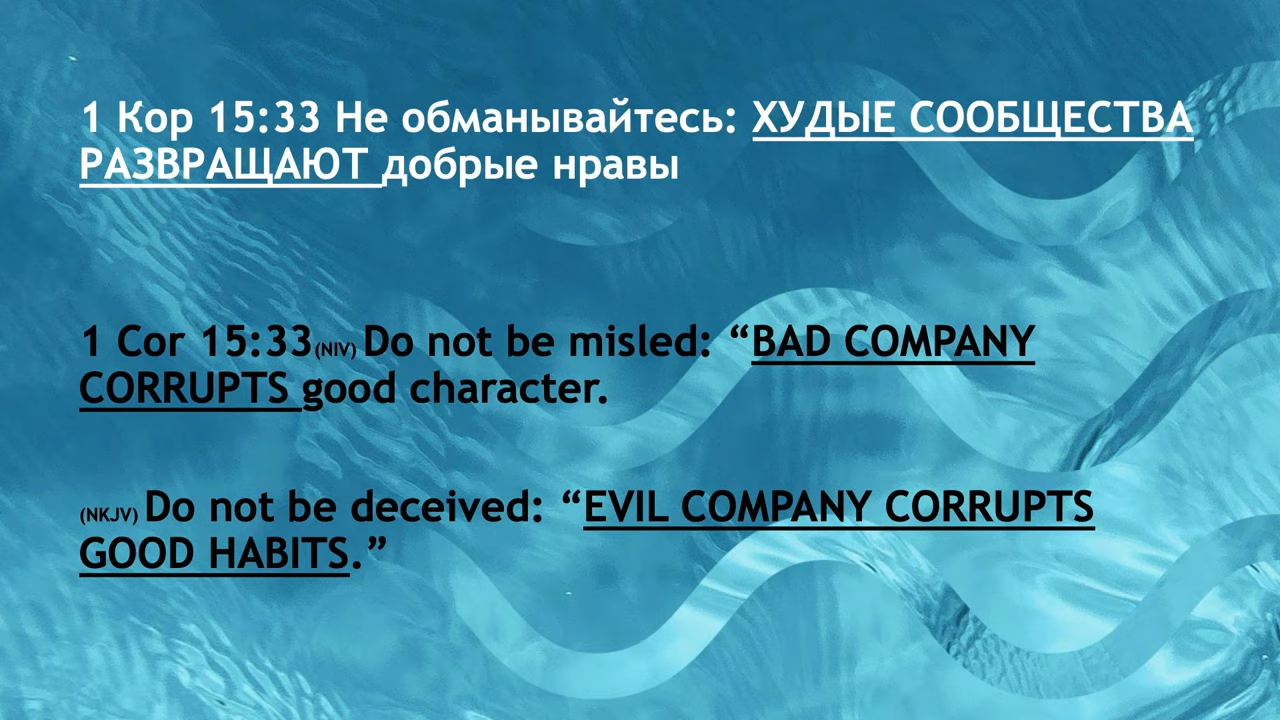 1 Кор 15:33 Не обманывайтесь: ХУДЫЕ СООБЩЕСТВА
РАЗВРАЩАЮТ добрые нравы
1 Cor 15:33(NIV) Do not be misled: “BAD COMPANY
CORRUPTS good character.
(NKJV) Do not be deceived: “EVIL COMPANY CORRUPTS
GOOD HABITS.”